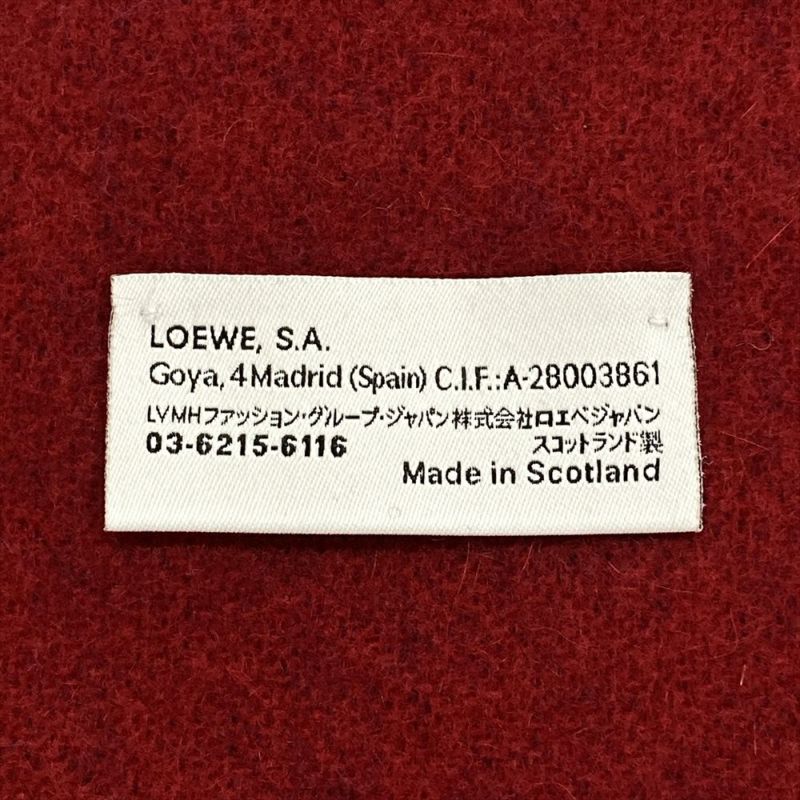 LOEWE, S.A.
Goya, 4 Madrid (Spain) C.I.F.:A-28003861
LVMHファッション・グループ・ジャパン株式会社ロエベジャパン
03-6215-6116 スコットランド製
Made in Scotland